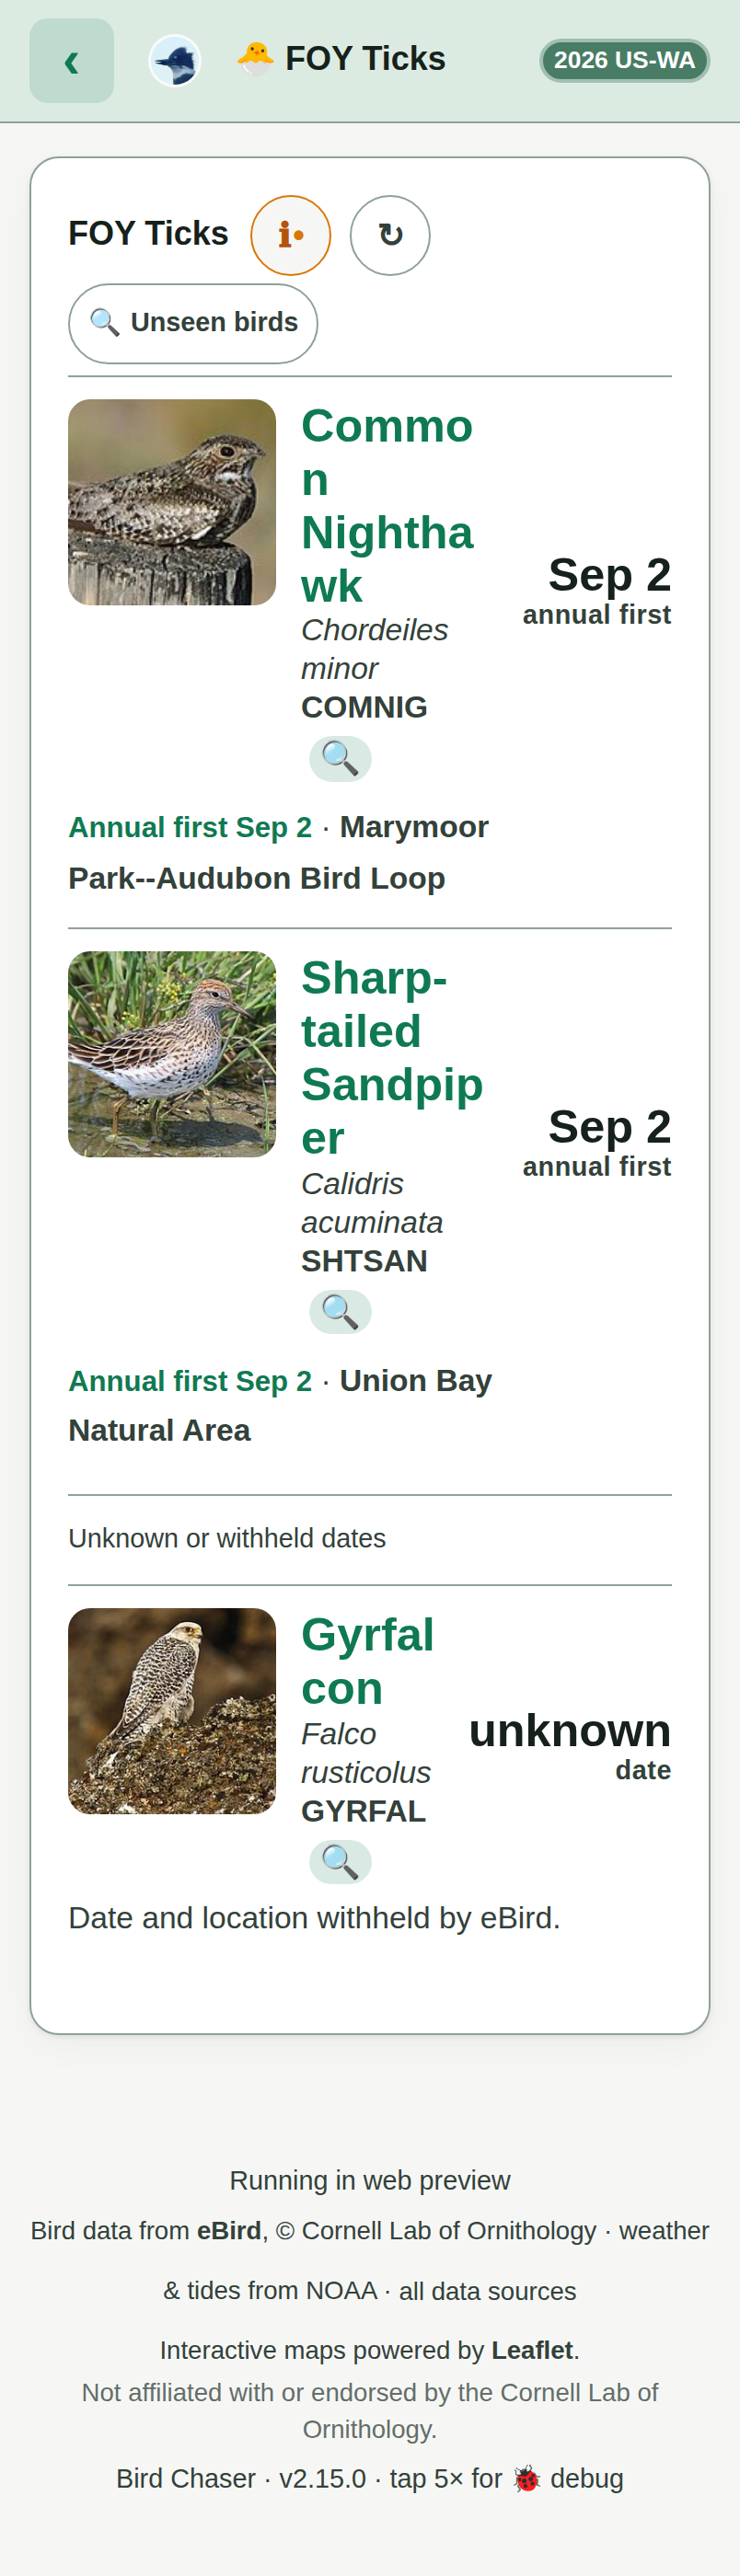 ‹ 🐣 FOY Ticks 2026 US-WA
FOY Ticks ℹ• ↻
🔍 Unseen birds
Commo
n
Nightha
wk
Chordeiles
minor
COMNIG
🔍
Sep 2
annual first
Annual first Sep 2 · Marymoor
Park--Audubon Bird Loop
Sharp-
tailed
Sandpip
er
Calidris
acuminata
SHTSAN
🔍
Sep 2
annual first
Annual first Sep 2 · Union Bay
Natural Area
Unknown or withheld dates
Gyrfal
con
Falco
rusticolus
GYRFAL
🔍
unknown
date
Date and location withheld by eBird.
Running in web preview
Bird data from eBird, © Cornell Lab of Ornithology · weather
& tides from NOAA · all data sources
Interactive maps powered by Leaflet.
Not affiliated with or endorsed by the Cornell Lab of
Ornithology.
Bird Chaser · v2.15.0 · tap 5× for 🐞 debug